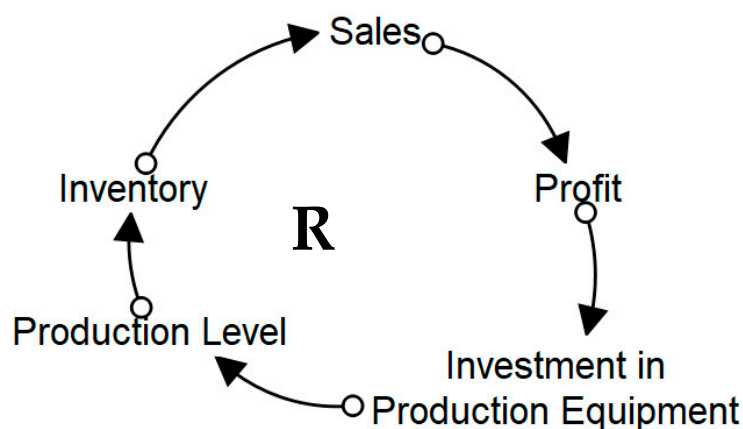 Sales
Profit
Inventory
R
Production Level
Investment in
Production Equipment